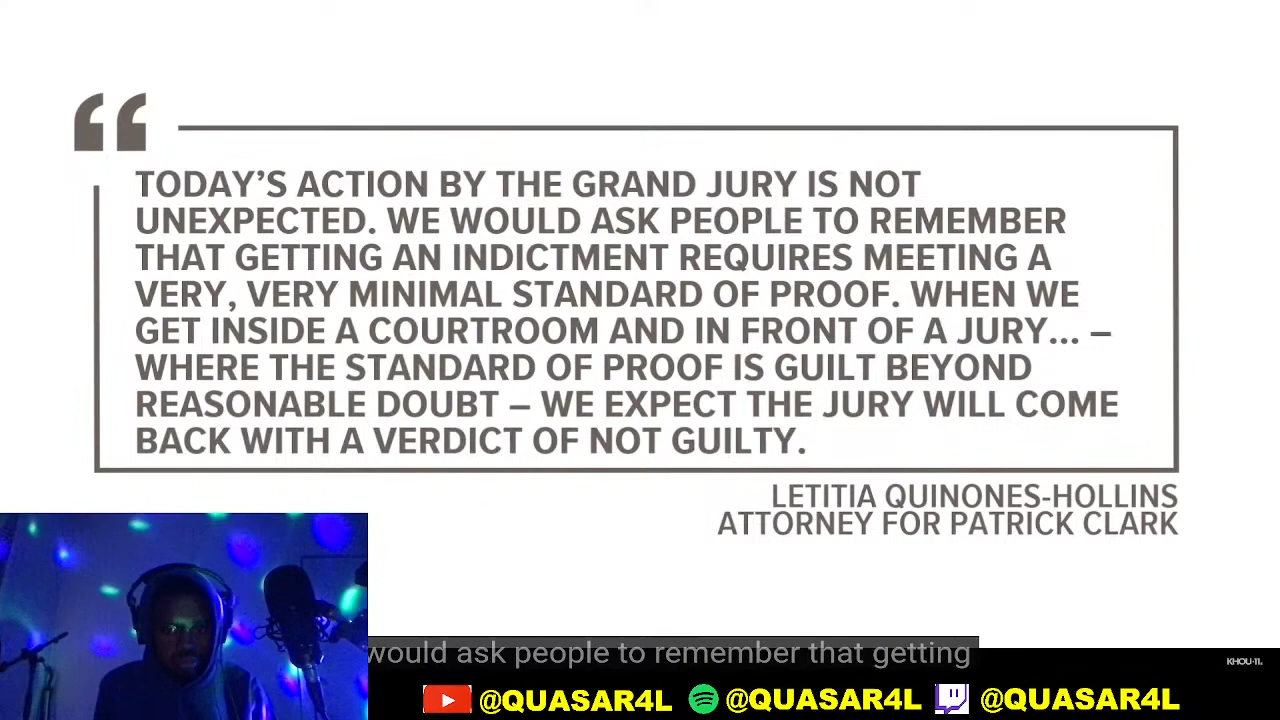 “
TODAY’S ACTION BY THE GRAND JURY IS NOT
UNEXPECTED. WE WOULD ASK PEOPLE TO REMEMBER
THAT GETTING AN INDICTMENT REQUIRES MEETING A
VERY, VERY MINIMAL STANDARD OF PROOF. WHEN WE
GET INSIDE A COURTROOM AND IN FRONT OF A JURY... –
WHERE THE STANDARD OF PROOF IS GUILT BEYOND
REASONABLE DOUBT – WE EXPECT THE JURY WILL COME
BACK WITH A VERDICT OF NOT GUILTY.
LETITIA QUINONES-HOLLINS
ATTORNEY FOR PATRICK CLARK
would ask people to remember that getting
KHOU•11.
@QUASAR4L @QUASAR4L @QUASAR4L